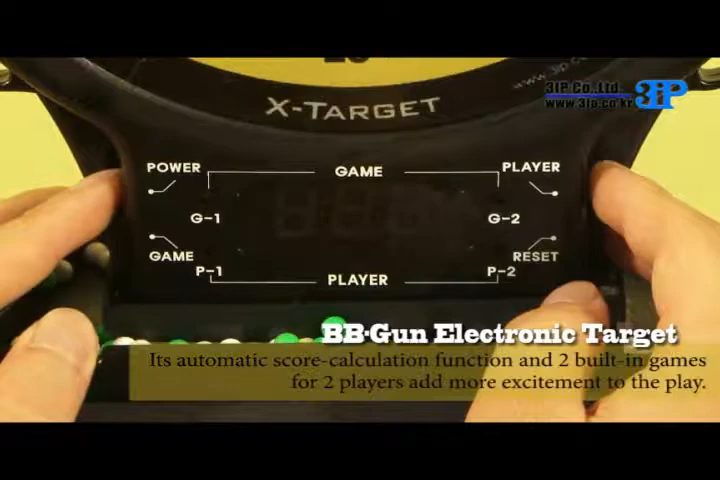 3IP Co.,Ltd.
www.3ip.co.kr
3iP
X-TARGET
POWER
GAME
PLAYER
G-1
G-2
GAME
RESET
P-1
PLAYER
P-2
BB-Gun Electronic Target
Its automatic score-calculation function and 2 built-in games
for 2 players add more excitement to the play.